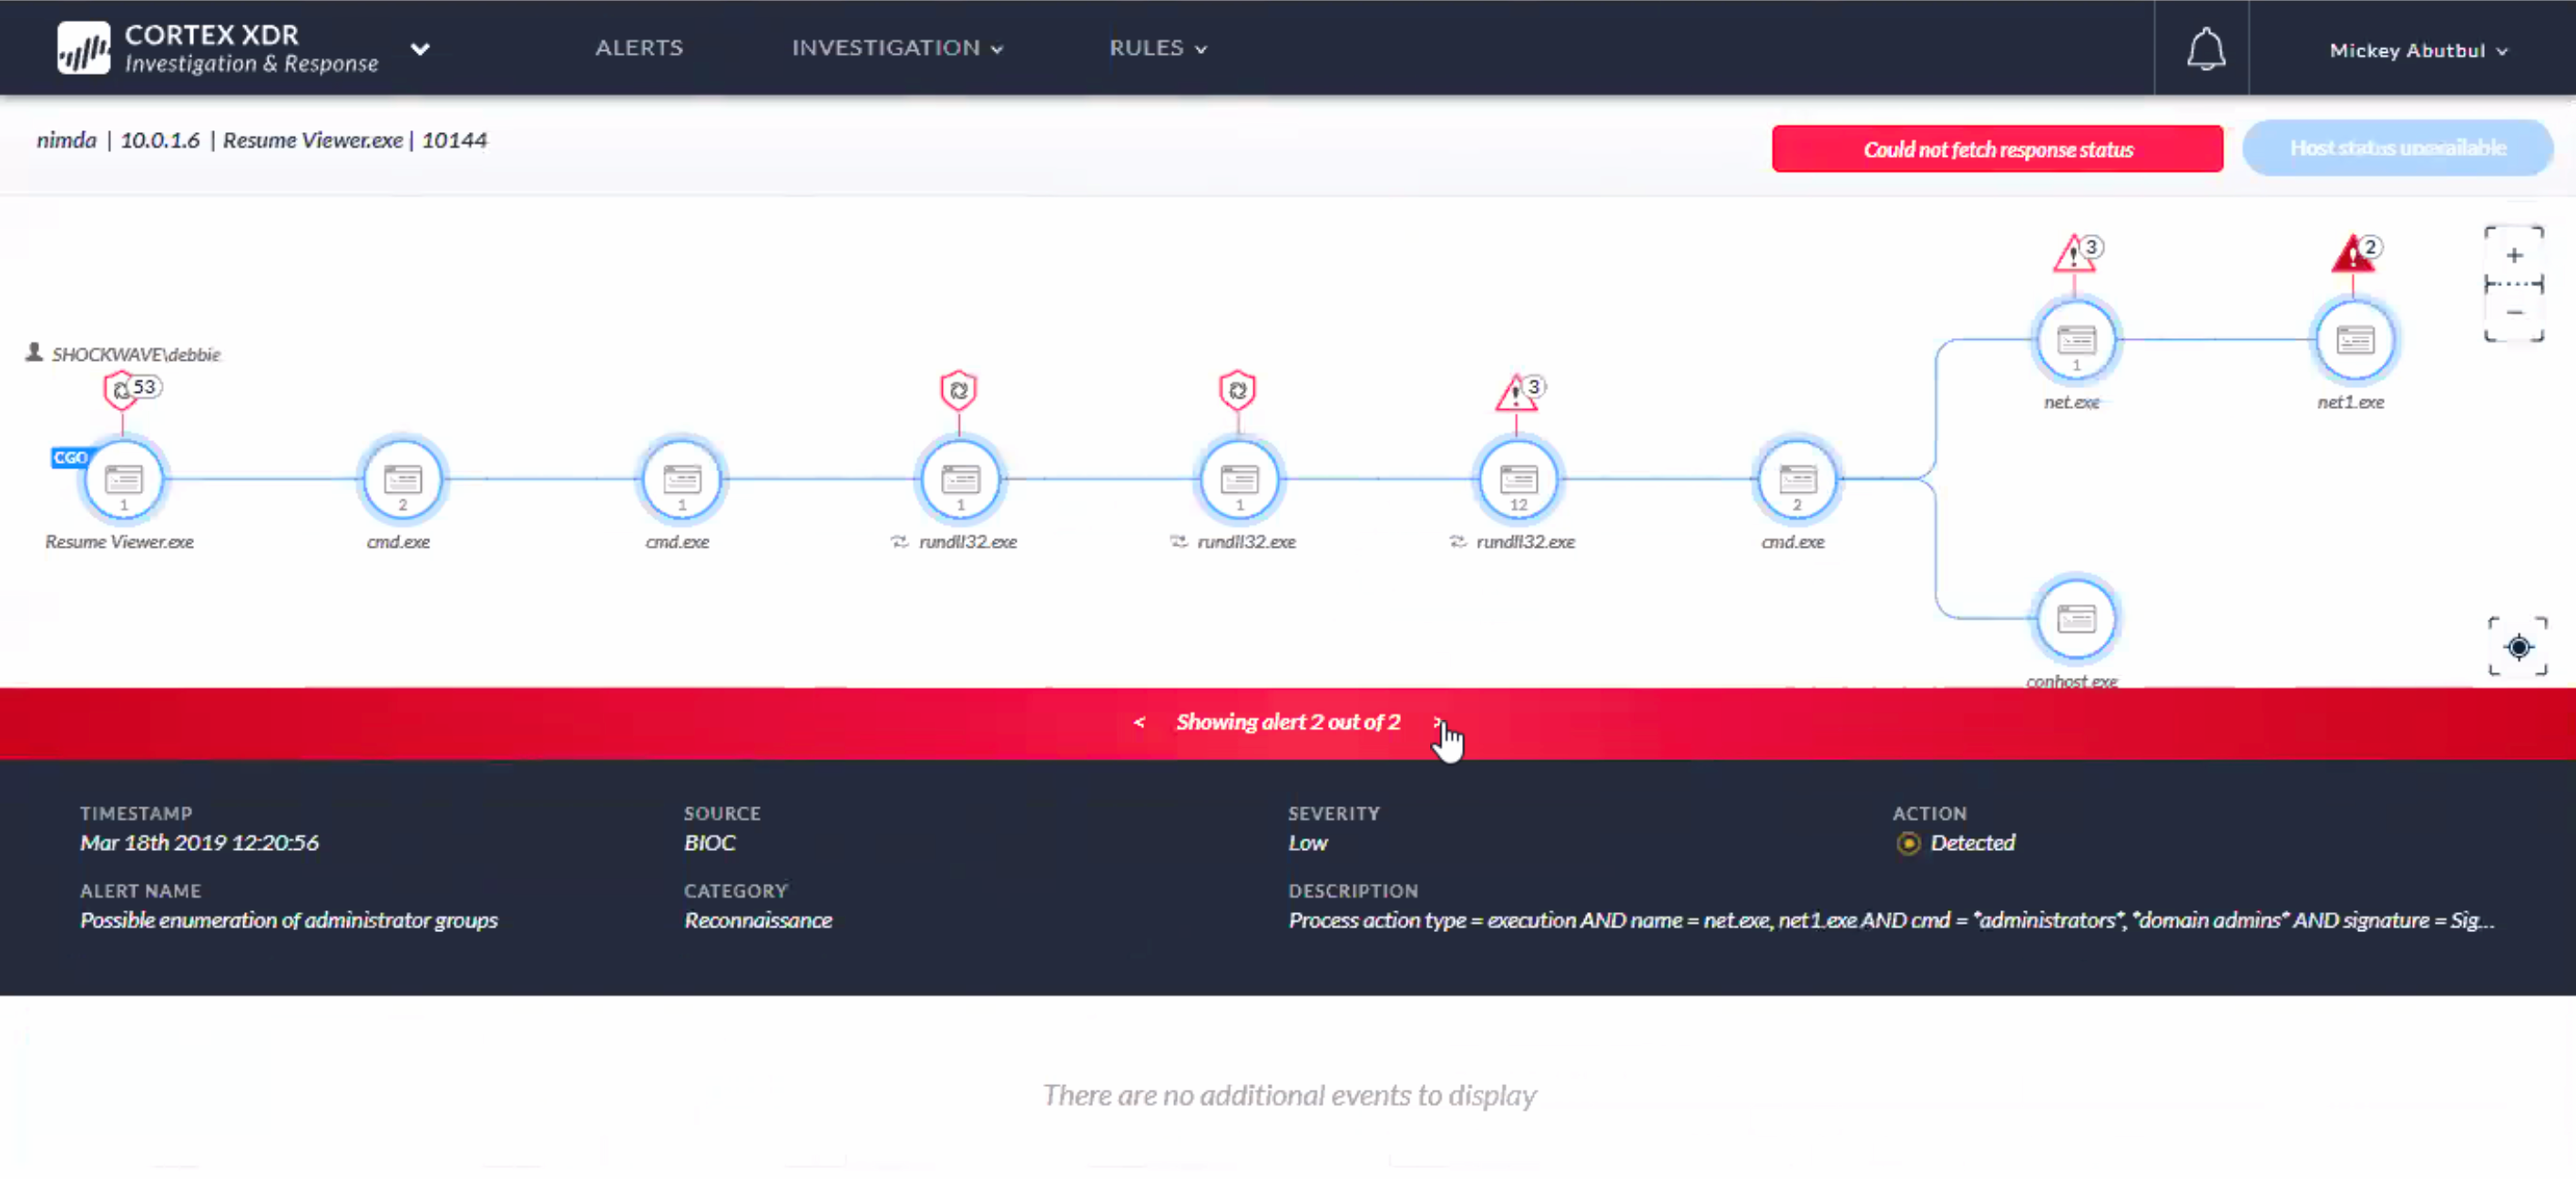 CORTEX XDR
Investigation & Response
ALERTS
INVESTIGATION
RULES
Mickey Abutbul
nimda | 10.0.1.6 | Resume Viewer.exe | 10144
Could not fetch response status
Host status unavailable
3
2
+
−
SHOCKWAVE\debbie
53
3
1
net.exe
net1.exe
CGO
1
2
1
1
1
12
2
Resume Viewer.exe
cmd.exe
cmd.exe
rundll32.exe
rundll32.exe
rundll32.exe
cmd.exe
conhost.exe
< Showing alert 2 out of 2 >
TIMESTAMP
Mar 18th 2019 12:20:56
SOURCE
BIOC
SEVERITY
Low
ACTION
Detected
ALERT NAME
Possible enumeration of administrator groups
CATEGORY
Reconnaissance
DESCRIPTION
Process action type = execution AND name = net.exe, net1.exe AND cmd = *administrators*, *domain admins* AND signature = Sig...
There are no additional events to display